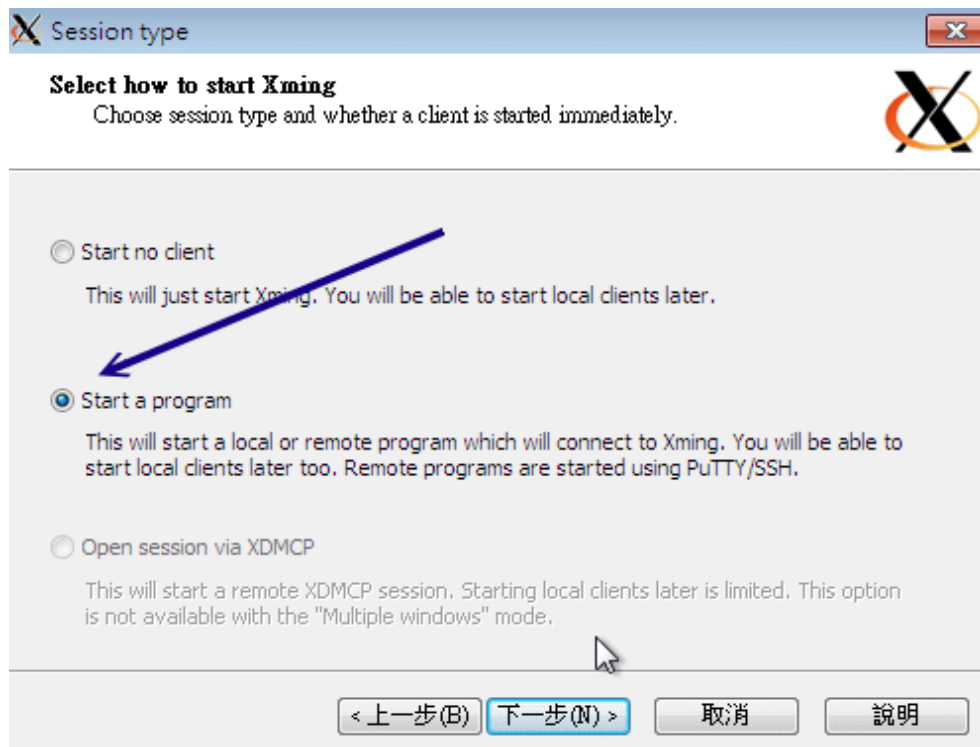 Session type
Select how to start Xming
Choose session type and whether a client is started immediately.
Start no client
This will just start Xming. You will be able to start local clients later.
Start a program
This will start a local or remote program which will connect to Xming. You will be able to
start local clients later too. Remote programs are started using PuTTY/SSH.
Open session via XDMCP
This will start a remote XDMCP session. Starting local clients later is limited. This option
is not available with the "Multiple windows" mode.
<上一步(B) 下一步(N)> 取消 說明